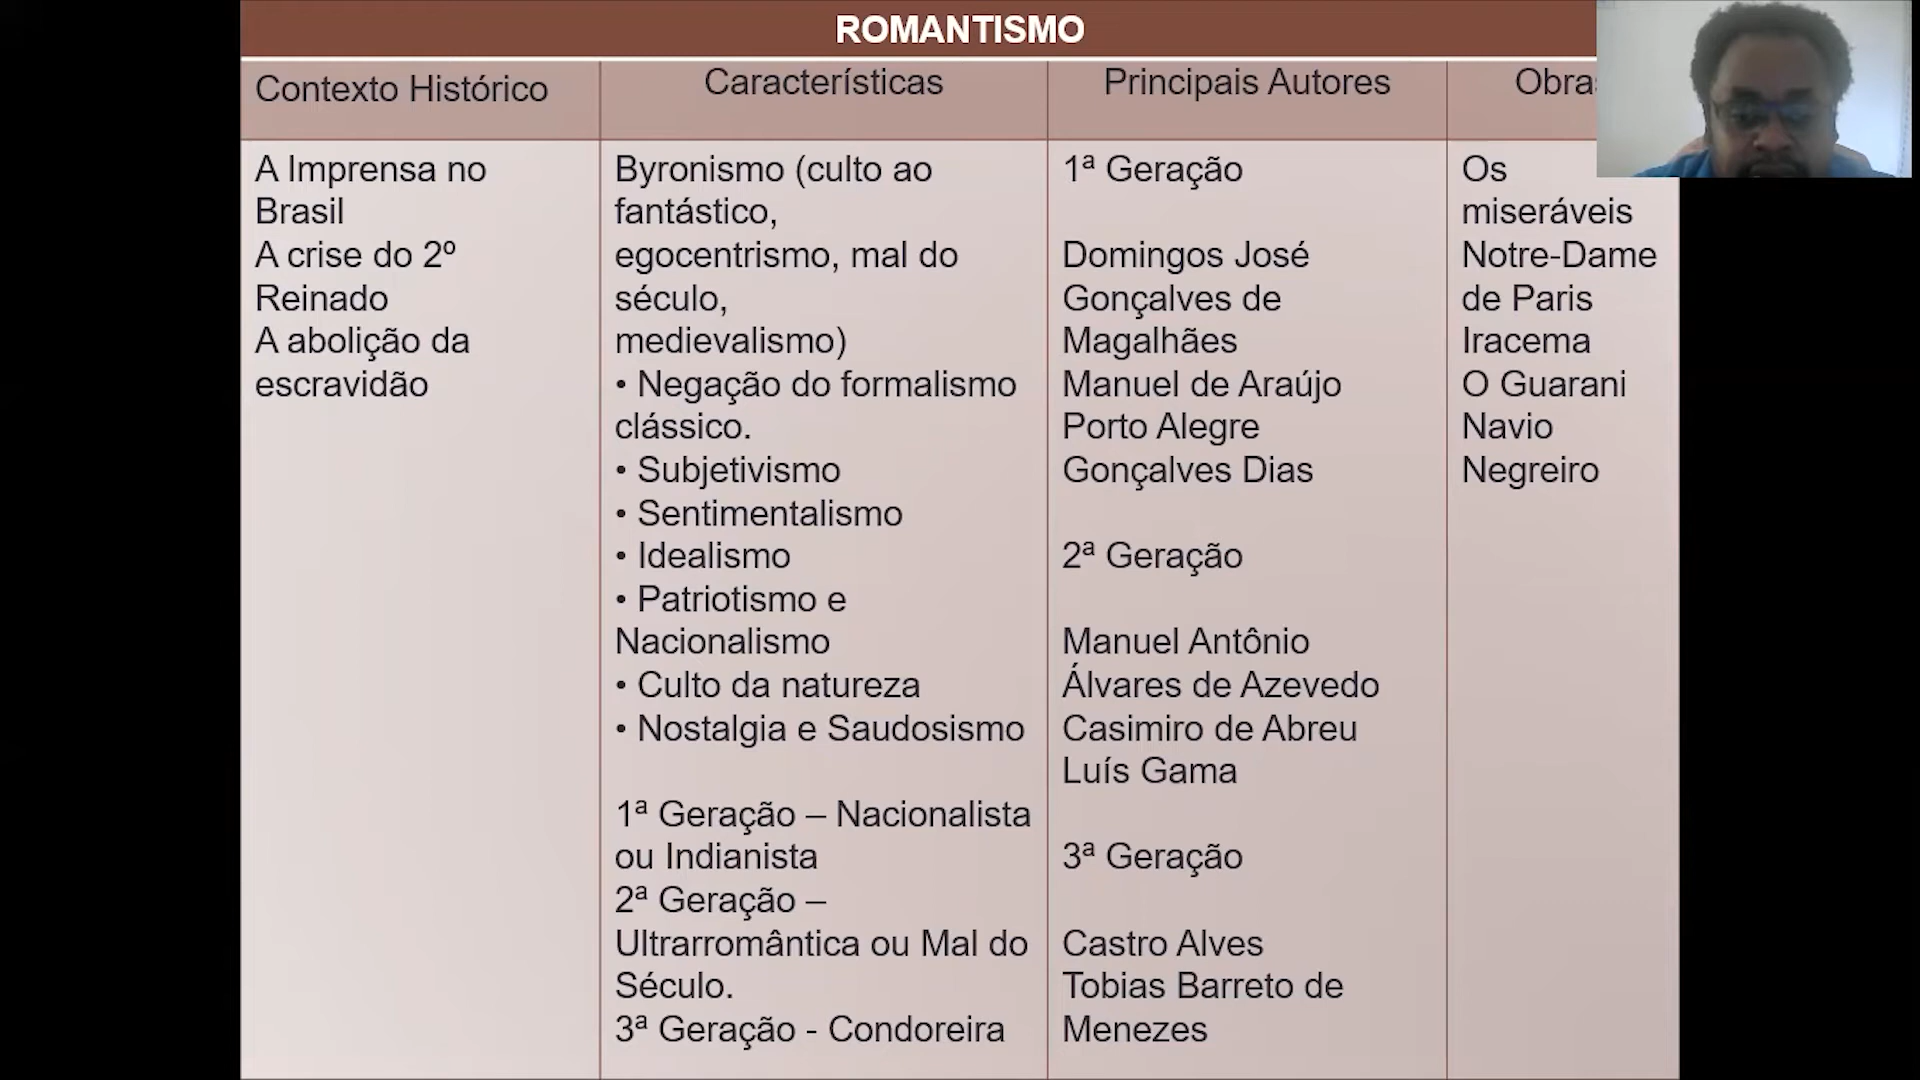 ROMANTISMO
Contexto Histórico
A Imprensa no
Brasil
A crise do 2º
Reinado
A abolição da
escravidão
Características
Byronismo (culto ao
fantástico,
egocentrismo, mal do
século,
medievalismo)
• Negação do formalismo
clássico.
• Subjetivismo
• Sentimentalismo
• Idealismo
• Patriotismo e
Nacionalismo
• Culto da natureza
• Nostalgia e Saudosismo
1ª Geração – Nacionalista
ou Indianista
2ª Geração –
Ultrarromântica ou Mal do
Século.
3ª Geração - Condoreira
Principais Autores
1ª Geração
Domingos José
Gonçalves de
Magalhães
Manuel de Araújo
Porto Alegre
Gonçalves Dias
2ª Geração
Manuel Antônio
Álvares de Azevedo
Casimiro de Abreu
Luís Gama
3ª Geração
Castro Alves
Tobias Barreto de
Menezes
Obras
Os
miseráveis
Notre-Dame
de Paris
Iracema
O Guarani
Navio
Negreiro